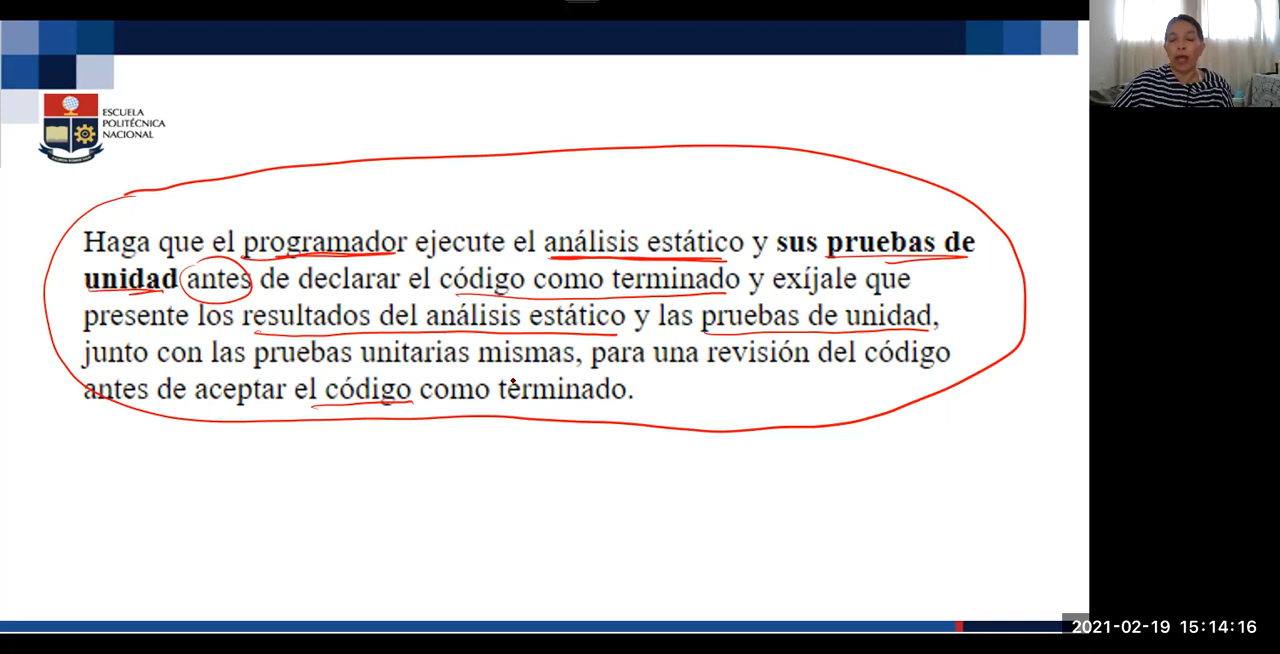 ESCUELA
POLITÉCNICA
NACIONAL
Haga que el programador ejecute el análisis estático y sus pruebas de
unidad antes de declarar el código como terminado y exíjale que
presente los resultados del análisis estático y las pruebas de unidad,
junto con las pruebas unitarias mismas, para una revisión del código
antes de aceptar el código como terminado.
2021-02-19 15:14:16